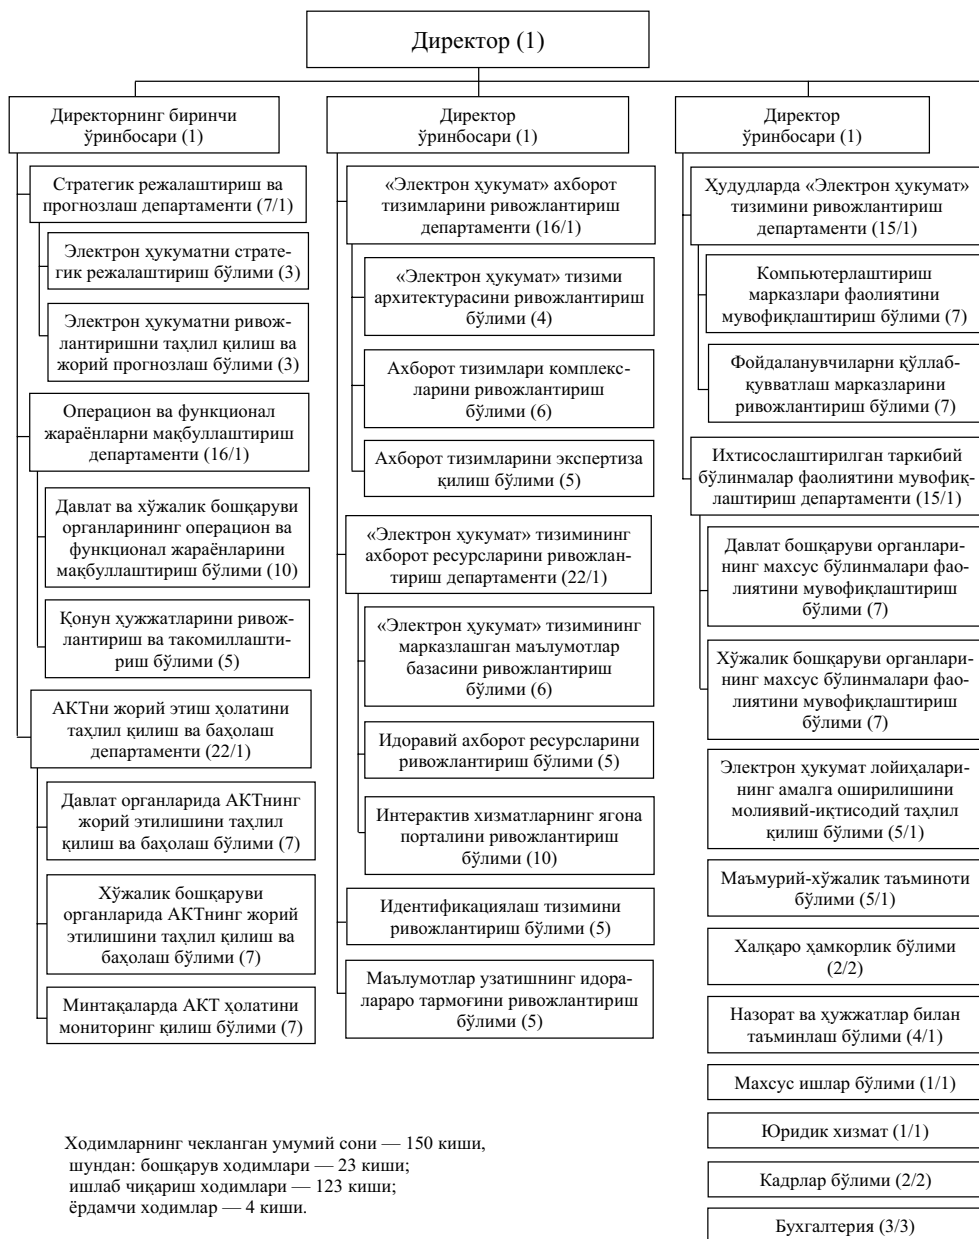 Директор (1)
Директорнинг биринчи
ўринбосари (1)
Стратегик режалаштириш ва
прогнозлаш департаменти (7/1)
Электрон ҳукуматни страте-
гик режалаштириш бўлими (3)
Электрон ҳукуматни ривож-
лантиришни таҳлил қилиш ва
жорий прогнозлаш бўлими (3)
Операцион ва функционал
жараёнларни мақбуллаштириш
департаменти (16/1)
Давлат ва хўжалик бошқаруви
органларининг операцион ва
функционал жараёнларини
мақбуллаштириш бўлими (10)
Қонун ҳужжатларини ривож-
лантириш ва такомиллашти-
риш бўлими (5)
АКТни жорий этиш ҳолатини
таҳлил қилиш ва баҳолаш
департаменти (22/1)
Давлат органларида АКТнинг
жорий этилишини таҳлил
қилиш ва баҳолаш бўлими (7)
Хўжалик бошқаруви
органларида АКТнинг жорий
этилишини таҳлил қилиш ва
баҳолаш бўлими (7)
Минтақаларда АКТ ҳолатини
мониторинг қилиш бўлими (7)
Директор
ўринбосари (1)
«Электрон ҳукумат» ахборот
тизимларини ривожлантириш
департаменти (16/1)
«Электрон ҳукумат» тизими
архитектурасини ривожлантириш
бўлими (4)
Ахборот тизимлари комплекс-
ларини ривожлантириш
бўлими (6)
Ахборот тизимларини экспертиза
қилиш бўлими (5)
«Электрон ҳукумат» тизимининг
ахборот ресурсларини ривожлан-
тириш департаменти (22/1)
«Электрон ҳукумат» тизимининг
марказлашган маълумотлар
базасини ривожлантириш
бўлими (6)
Идоравий ахборот ресурсларини
ривожлантириш бўлими (5)
Интерактив хизматларнинг ягона
порталини ривожлантириш
бўлими (10)
Идентификациялаш тизимини
ривожлантириш бўлими (5)
Маълумотлар узатишнинг идора-
лараро тармоғини ривожлантириш
бўлими (5)
Директор
ўринбосари (1)
Ҳудудларда «Электрон ҳукумат»
тизимини ривожлантириш
департаменти (15/1)
Компьютерлаштириш
марказлари фаолиятини
мувофиқлаштириш бўлими (7)
Фойдаланувчиларни қўллаб-
қувватлаш марказларини
ривожлантириш бўлими (7)
Ихтисослаштирилган таркибий
бўлинмалар фаолиятини мувофиқ-
лаштириш департаменти (15/1)
Давлат бошқаруви органлари-
нинг махсус бўлинмалари фао-
лиятини мувофиқлаштириш
бўлими (7)
Хўжалик бошқаруви органлари-
нинг махсус бўлинмалари фао-
лиятини мувофиқлаштириш
бўлими (7)
Электрон ҳукумат лойиҳалари-
нинг амалга оширилишини
молиявий-иқтисодий таҳлил
қилиш бўлими (5/1)
Маъмурий-хўжалик таъминоти
бўлими (5/1)
Халқаро ҳамкорлик бўлими
(2/2)
Назорат ва ҳужжатлар билан
таъминлаш бўлими (4/1)
Махсус ишлар бўлими (1/1)
Юридик хизмат (1/1)
Кадрлар бўлими (2/2)
Бухгалтерия (3/3)
Ходимларнинг чекланган умумий сони — 150 киши,
шундан: бошқарув ходимлари — 23 киши;
ишлаб чиқариш ходимлари — 123 киши;
ёрдамчи ходимлар — 4 киши.